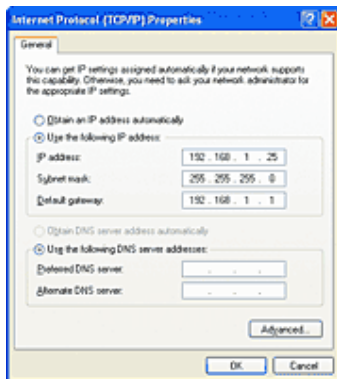 Internet Protocol (TCP/IP) Properties
General
You can get IP settings assigned automatically if your network supports
this capability. Otherwise, you need to ask your network administrator for
the appropriate IP settings.
Obtain an IP address automatically
Use the following IP address:
IP address: 192 . 168 . 1 . 25
Subnet mask: 255 . 255 . 255 . 0
Default gateway: 192 . 168 . 1 . 1
Obtain DNS server address automatically
Use the following DNS server addresses:
Preferred DNS server: . . .
Alternate DNS server: . . .
Advanced...
OK Cancel